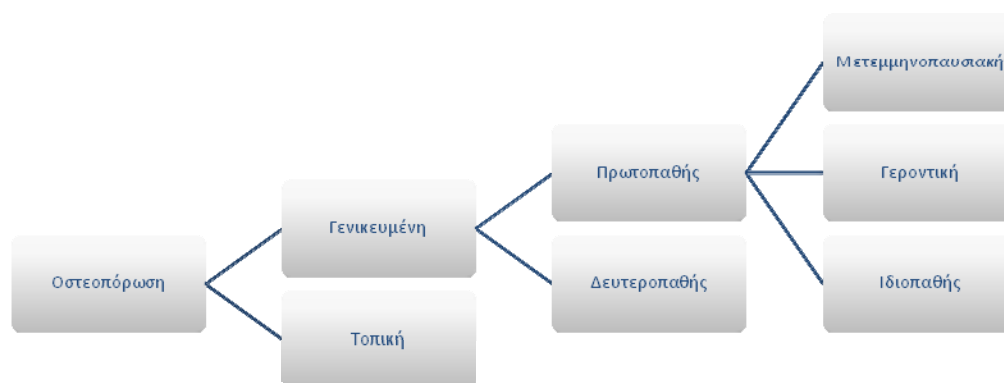 Οστεοπόρωση
Γενικευμένη
Τοπική
Πρωτοπαθής
Δευτεροπαθής
Μετεμμηνοπαυσιακή
Γεροντική
Ιδιοπαθής